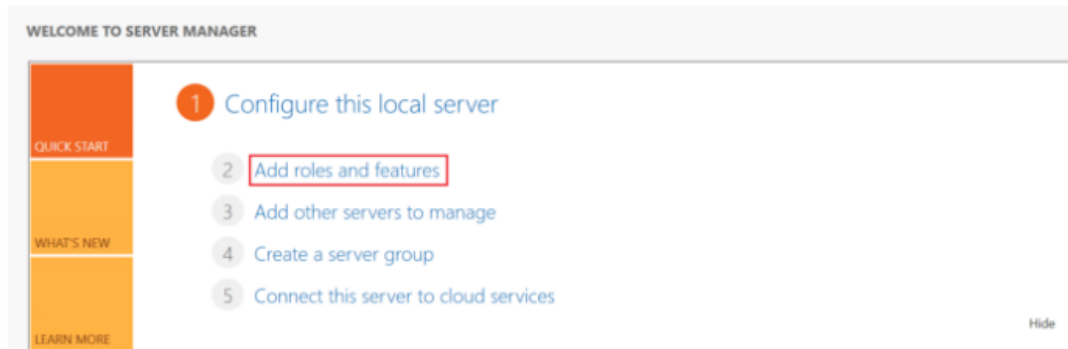 WELCOME TO SERVER MANAGER
1 Configure this local server
QUICK START
2 Add roles and features
3 Add other servers to manage
WHAT'S NEW
4 Create a server group
5 Connect this server to cloud services
Hide
LEARN MORE